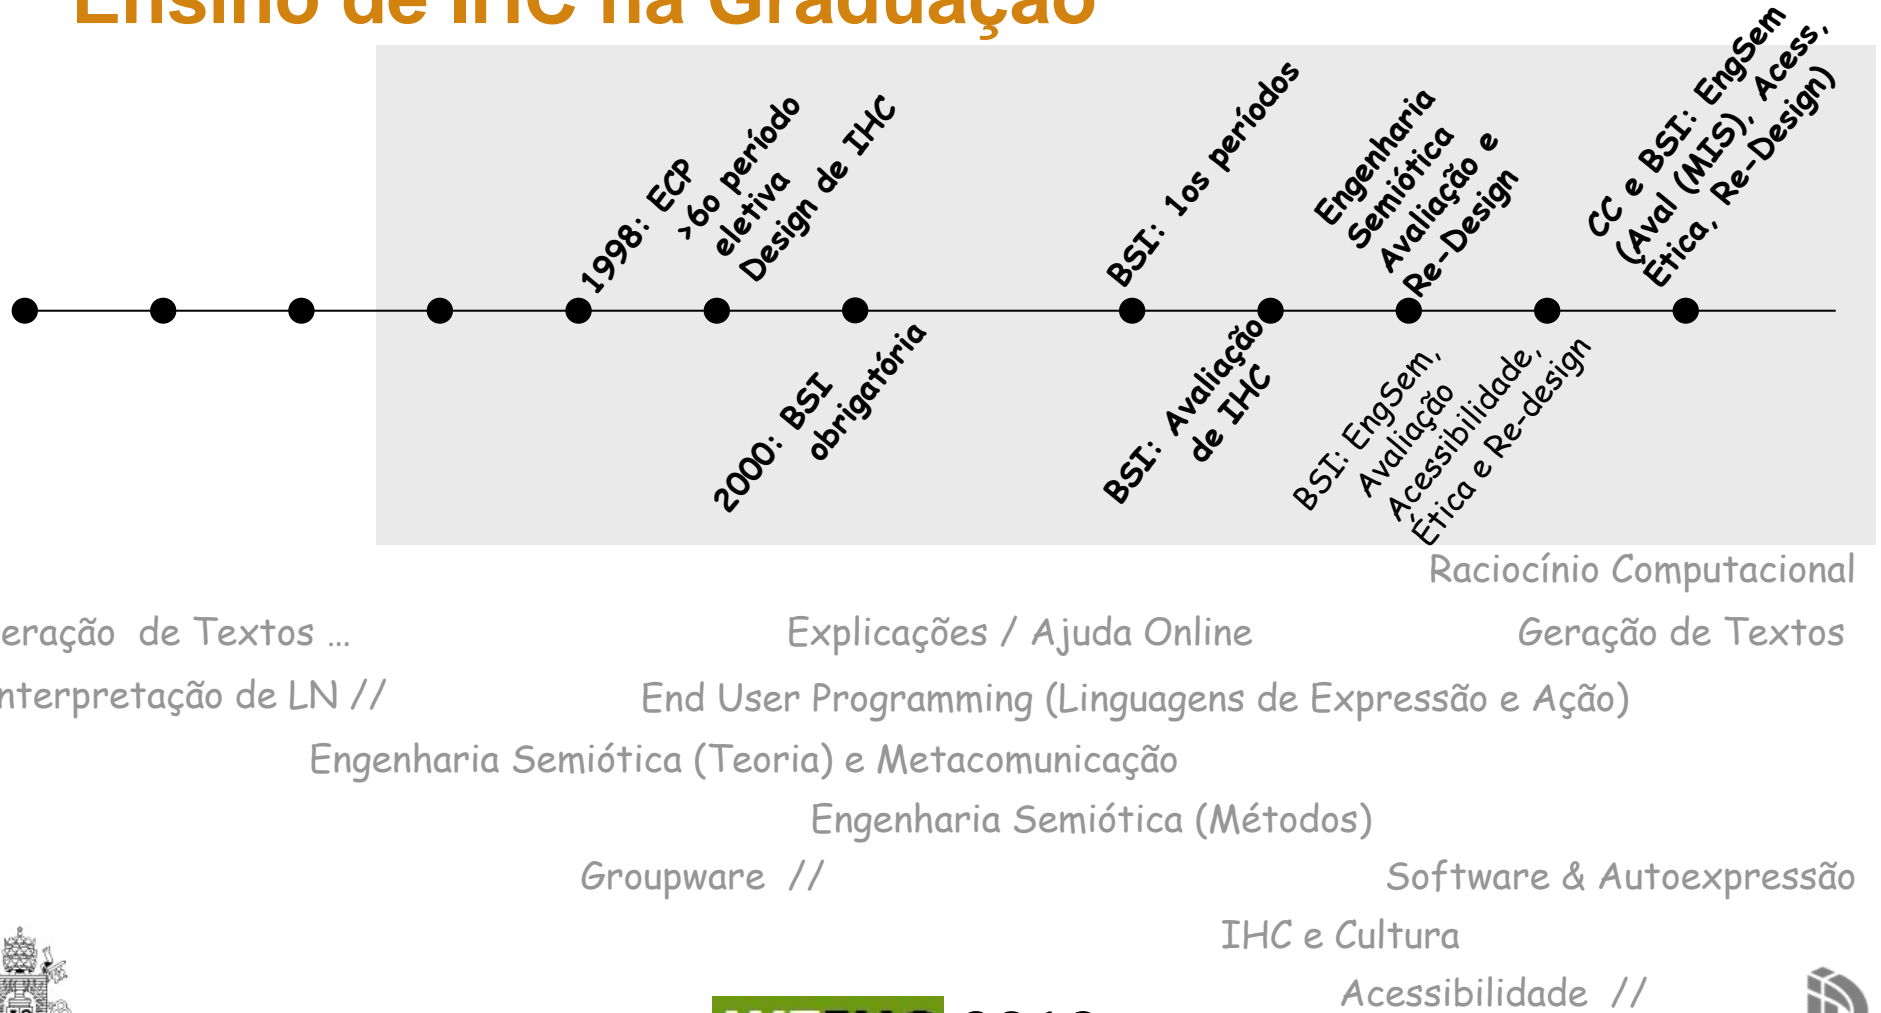 Ensino de IHC na Graduação
1998: ECP
>6o período
eletiva
Design de IHC
BSI: 1os períodos
Engenharia
Semiótica
Avaliação e
Re-Design
CC e BSI: EngSem
(Aval (MIS), Acess,
Ética, Re-Design)
2000: BSI
obrigatória
BSI: Avaliação
de IHC
BSI: EngSem,
Avaliação
Acessibilidade,
Ética e Re-design
Raciocínio Computacional
eração de Textos …
Explicações / Ajuda Online
Geração de Textos
nterpretação de LN //
End User Programming (Linguagens de Expressão e Ação)
Engenharia Semiótica (Teoria) e Metacomunicação
Engenharia Semiótica (Métodos)
Groupware //
Software & Autoexpressão
IHC e Cultura
Acessibilidade //